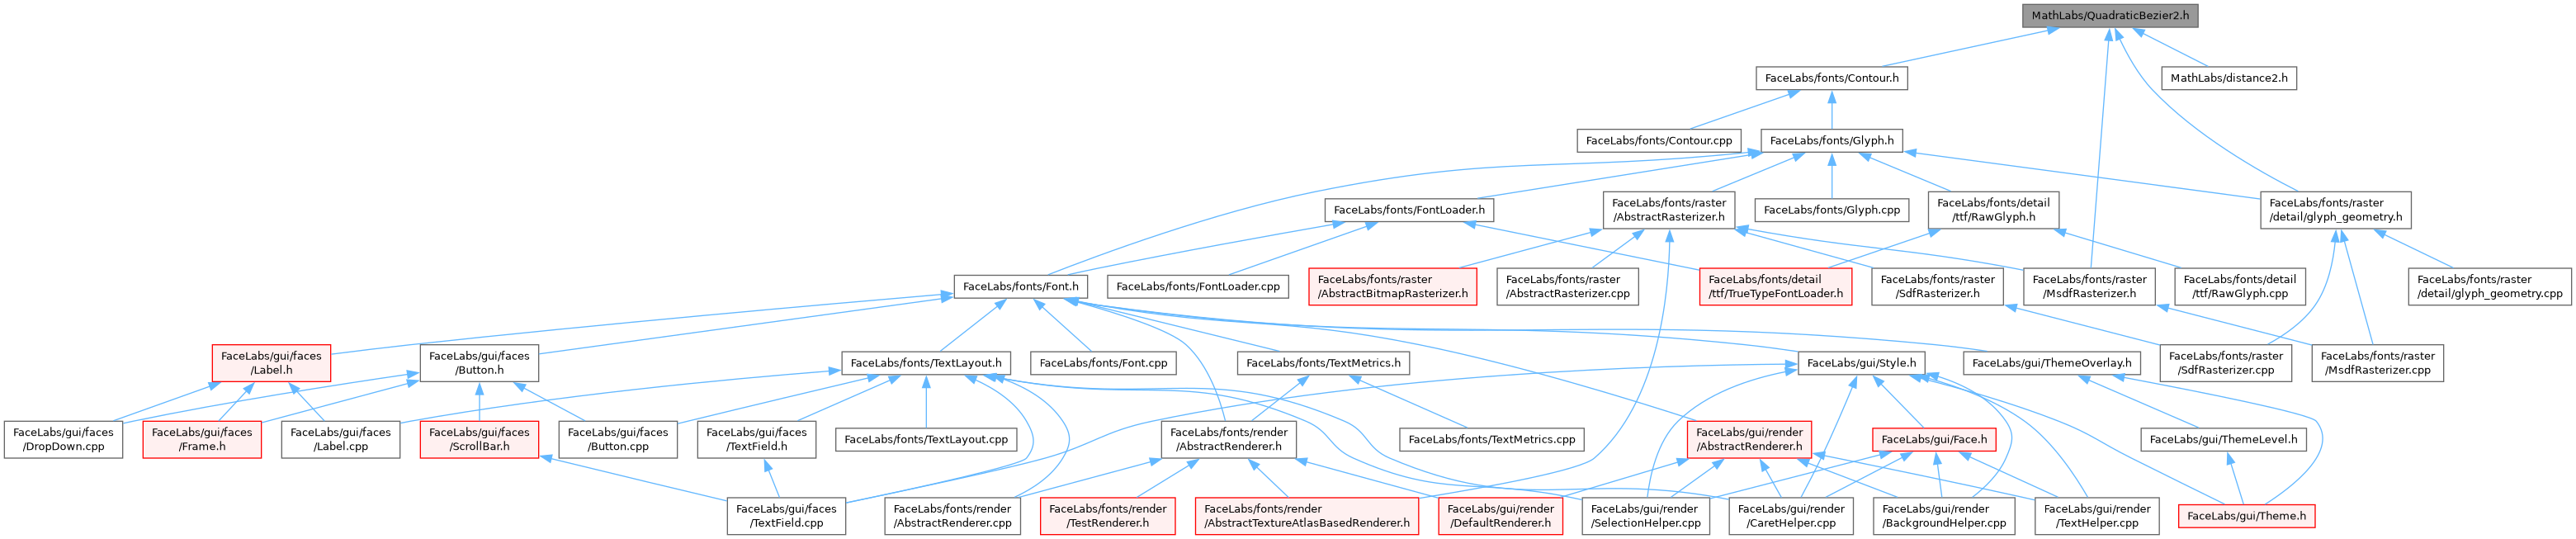 MathLabs/QuadraticBezier2.h
FaceLabs/fonts/Contour.h
MathLabs/distance2.h
FaceLabs/fonts/Contour.cpp
FaceLabs/fonts/Glyph.h
FaceLabs/fonts/FontLoader.h
FaceLabs/fonts/raster
/AbstractRasterizer.h
FaceLabs/fonts/Glyph.cpp
FaceLabs/fonts/detail
/ttf/RawGlyph.h
FaceLabs/fonts/raster
/detail/glyph_geometry.h
FaceLabs/fonts/Font.h
FaceLabs/fonts/FontLoader.cpp
FaceLabs/fonts/raster
/AbstractBitmapRasterizer.h
FaceLabs/fonts/raster
/AbstractRasterizer.cpp
FaceLabs/fonts/detail
/ttf/TrueTypeFontLoader.h
FaceLabs/fonts/raster
/SdfRasterizer.h
FaceLabs/fonts/raster
/MsdfRasterizer.h
FaceLabs/fonts/detail
/ttf/RawGlyph.cpp
FaceLabs/fonts/raster
/detail/glyph_geometry.cpp
FaceLabs/gui/faces
/Label.h
FaceLabs/gui/faces
/Button.h
FaceLabs/fonts/TextLayout.h
FaceLabs/fonts/Font.cpp
FaceLabs/fonts/TextMetrics.h
FaceLabs/gui/Style.h
FaceLabs/gui/ThemeOverlay.h
FaceLabs/fonts/raster
/SdfRasterizer.cpp
FaceLabs/fonts/raster
/MsdfRasterizer.cpp
FaceLabs/gui/faces
/DropDown.cpp
FaceLabs/gui/faces
/Frame.h
FaceLabs/gui/faces
/Label.cpp
FaceLabs/gui/faces
/ScrollBar.h
FaceLabs/gui/faces
/Button.cpp
FaceLabs/gui/faces
/TextField.h
FaceLabs/fonts/TextLayout.cpp
FaceLabs/fonts/render
/AbstractRenderer.h
FaceLabs/fonts/TextMetrics.cpp
FaceLabs/gui/render
/AbstractRenderer.h
FaceLabs/gui/Face.h
FaceLabs/gui/ThemeLevel.h
FaceLabs/gui/faces
/TextField.cpp
FaceLabs/fonts/render
/AbstractRenderer.cpp
FaceLabs/fonts/render
/TestRenderer.h
FaceLabs/fonts/render
/AbstractTextureAtlasBasedRenderer.h
FaceLabs/gui/render
/DefaultRenderer.h
FaceLabs/gui/render
/SelectionHelper.cpp
FaceLabs/gui/render
/CaretHelper.cpp
FaceLabs/gui/render
/BackgroundHelper.cpp
FaceLabs/gui/render
/TextHelper.cpp
FaceLabs/gui/Theme.h